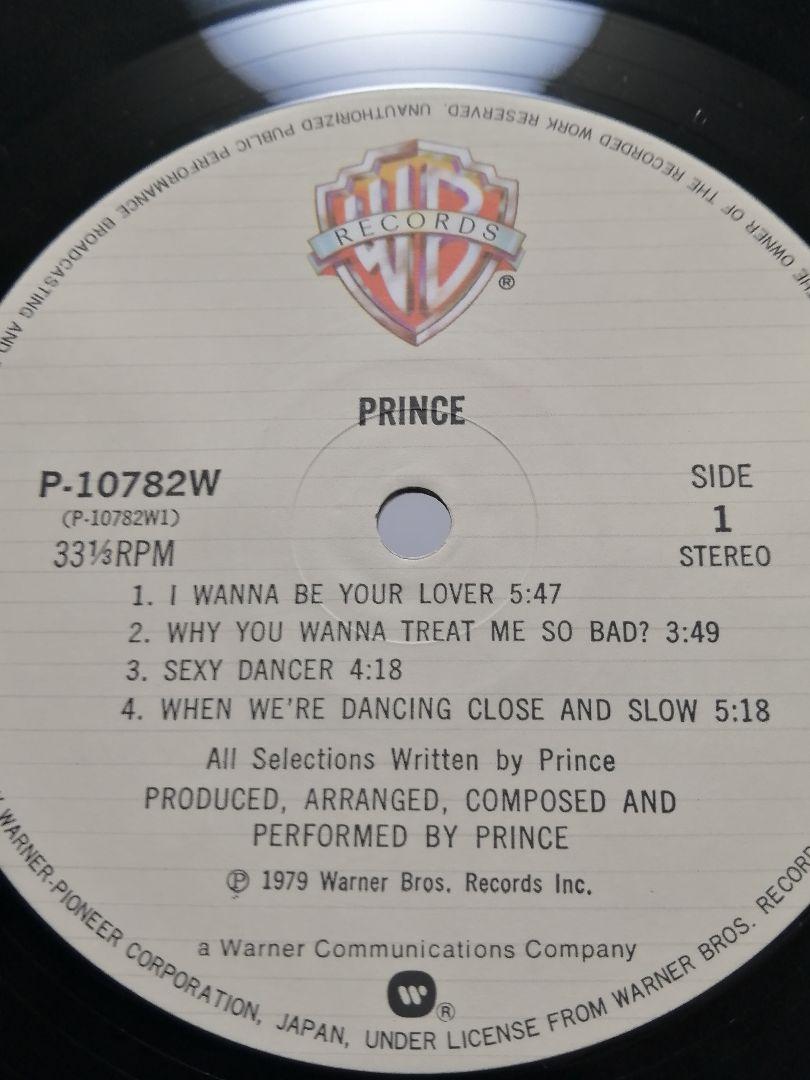 WB
RECORDS
®
PRINCE
P-10782W
(P-10782W1)
33⅓RPM
SIDE
1
STEREO
1. I WANNA BE YOUR LOVER 5:47
2. WHY YOU WANNA TREAT ME SO BAD? 3:49
3. SEXY DANCER 4:18
4. WHEN WE'RE DANCING CLOSE AND SLOW 5:18
All Selections Written by Prince
PRODUCED, ARRANGED, COMPOSED AND
PERFORMED BY PRINCE
℗ 1979 Warner Bros. Records Inc.
a Warner Communications Company
W ®
WARNER-PIONEER CORPORATION, JAPAN, UNDER LICENSE FROM WARNER BROS. RECORD
THE OWNER OF THE RECORDED WORK RESERVED. UNAUTHORIZED PUBLIC PERFORMANCE BROADCASTING AND